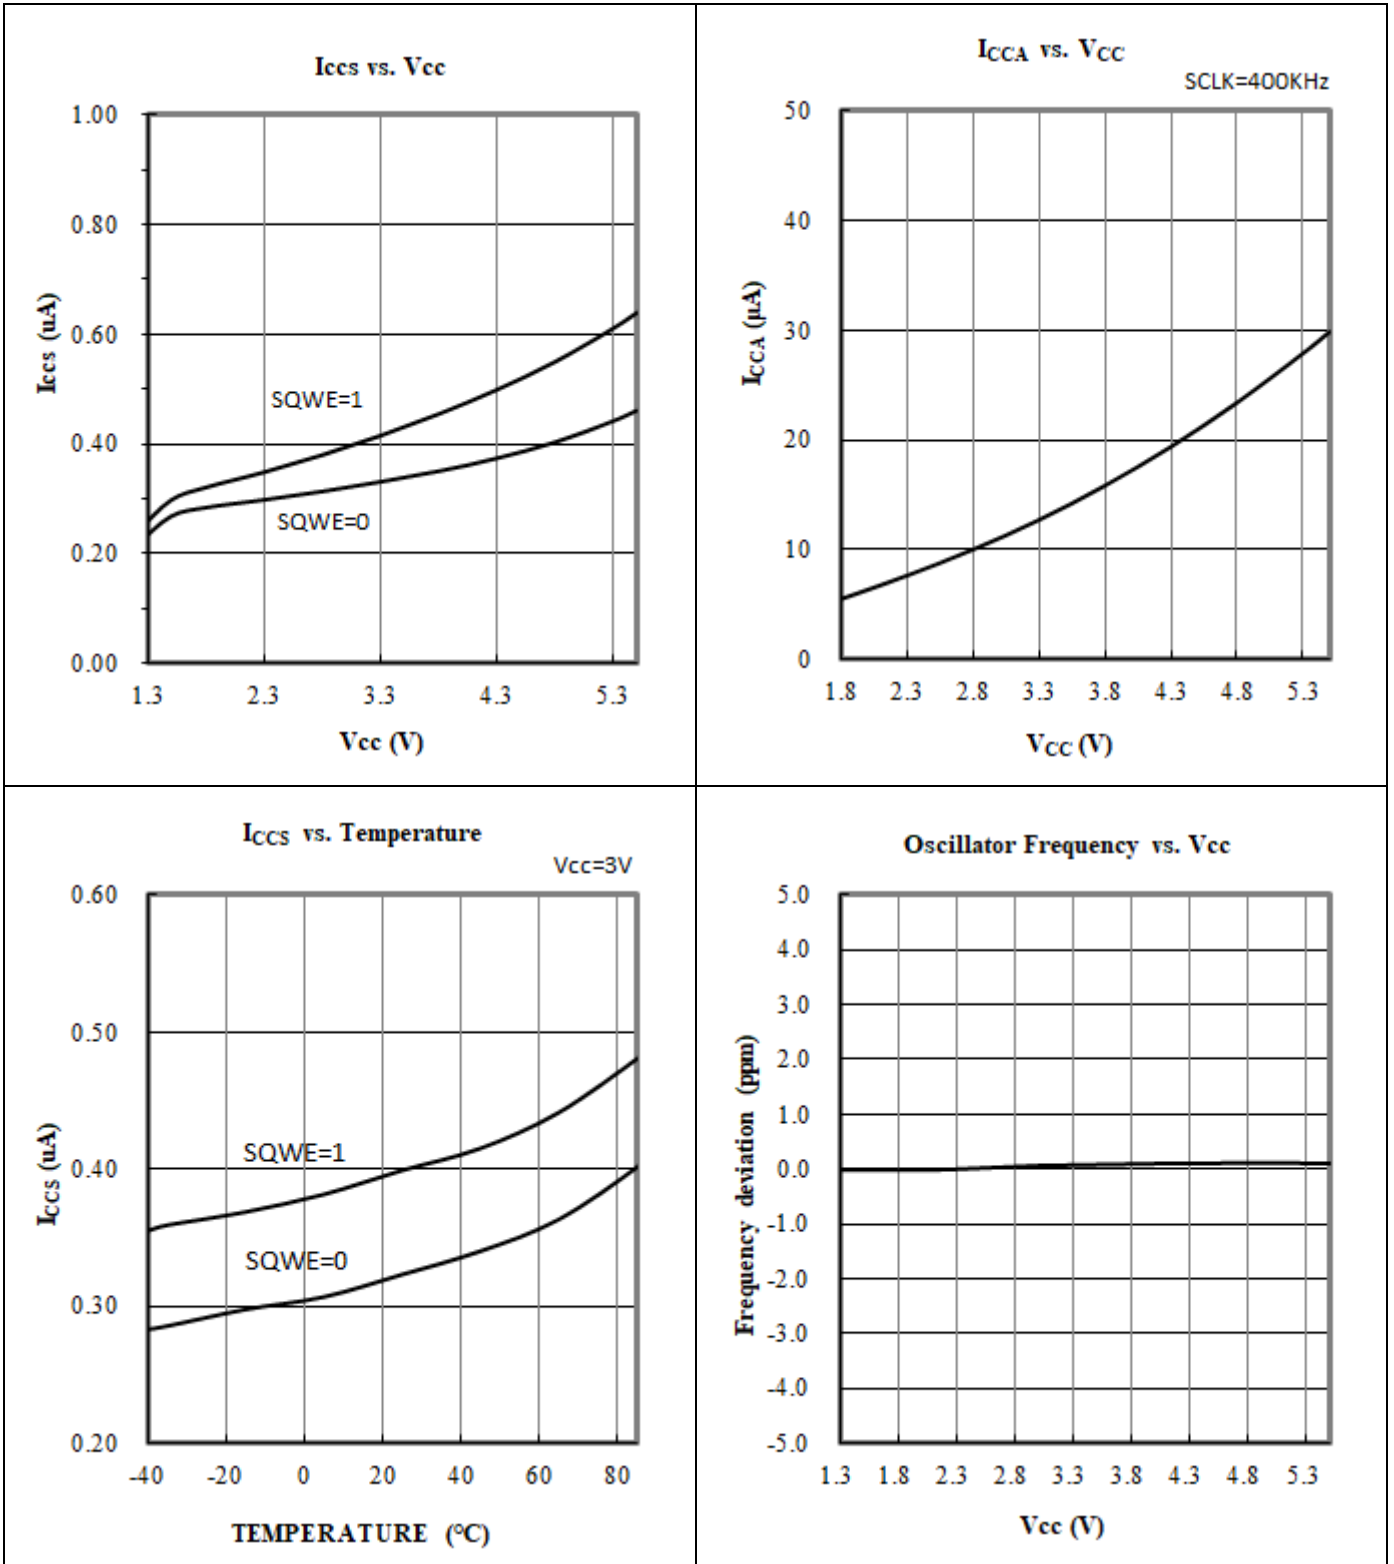 Iccs vs. Vcc
1.00
0.80
0.60
0.40
0.20
0.00
Iccs (uA)
SQWE=1
SQWE=0
1.3 2.3 3.3 4.3 5.3
Vcc (V)
ICCA vs. VCC
SCLK=400KHz
50
40
30
20
10
0
ICCA (µA)
1.8 2.3 2.8 3.3 3.8 4.3 4.8 5.3
VCC (V)
ICCS vs. Temperature
Vcc=3V
0.60
0.50
0.40
0.30
0.20
ICCS (uA)
SQWE=1
SQWE=0
-40 -20 0 20 40 60 80
TEMPERATURE (°C)
Oscillator Frequency vs. Vcc
5.0
4.0
3.0
2.0
1.0
0.0
-1.0
-2.0
-3.0
-4.0
-5.0
Frequency deviation (ppm)
1.3 1.8 2.3 2.8 3.3 3.8 4.3 4.8 5.3
Vcc (V)